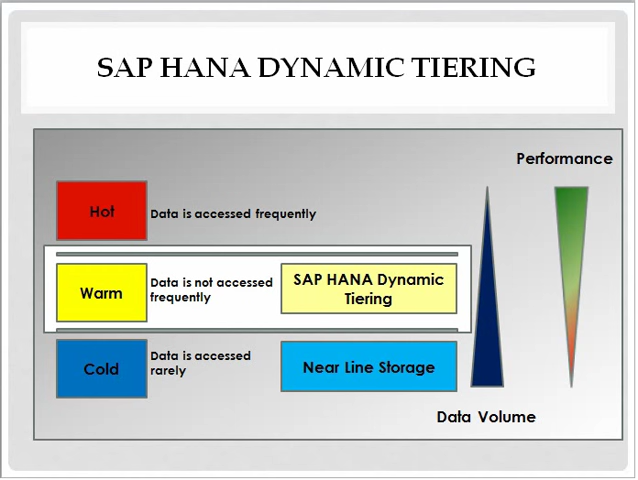 SAP HANA DYNAMIC TIERING
Performance
Hot
Data is accessed frequently
Warm
Data is not accessed
frequently
SAP HANA Dynamic
Tiering
Cold
Data is accessed
rarely
Near Line Storage
Data Volume